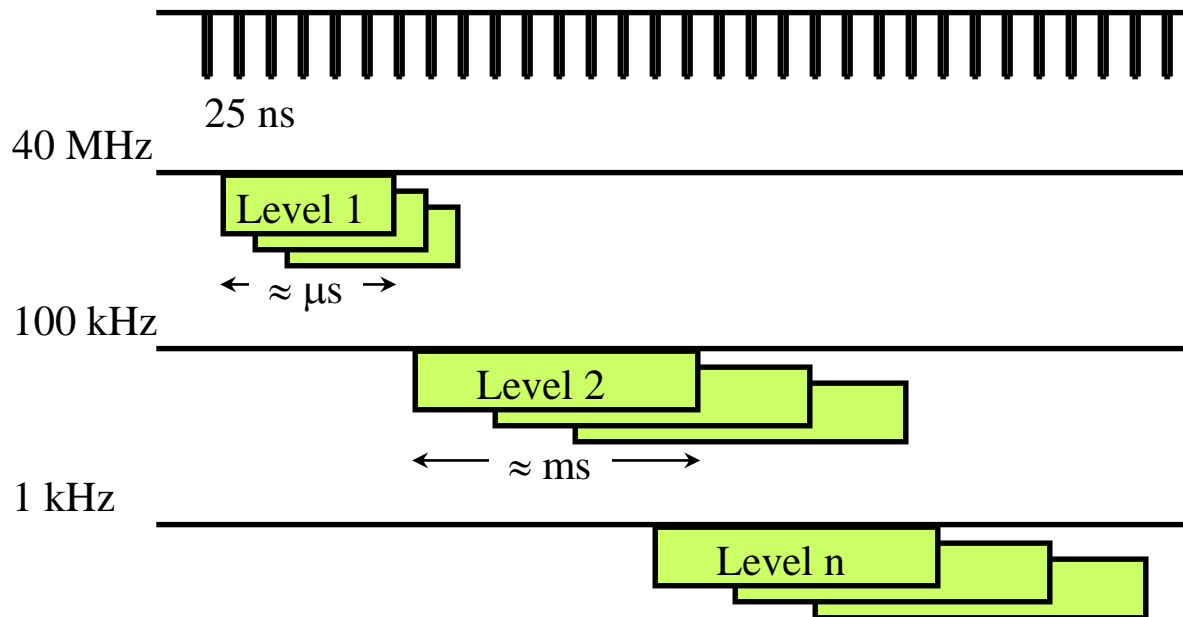 25 ns
40 MHz
Level 1
≈ μs
100 kHz
Level 2
≈ ms
1 kHz
Level n